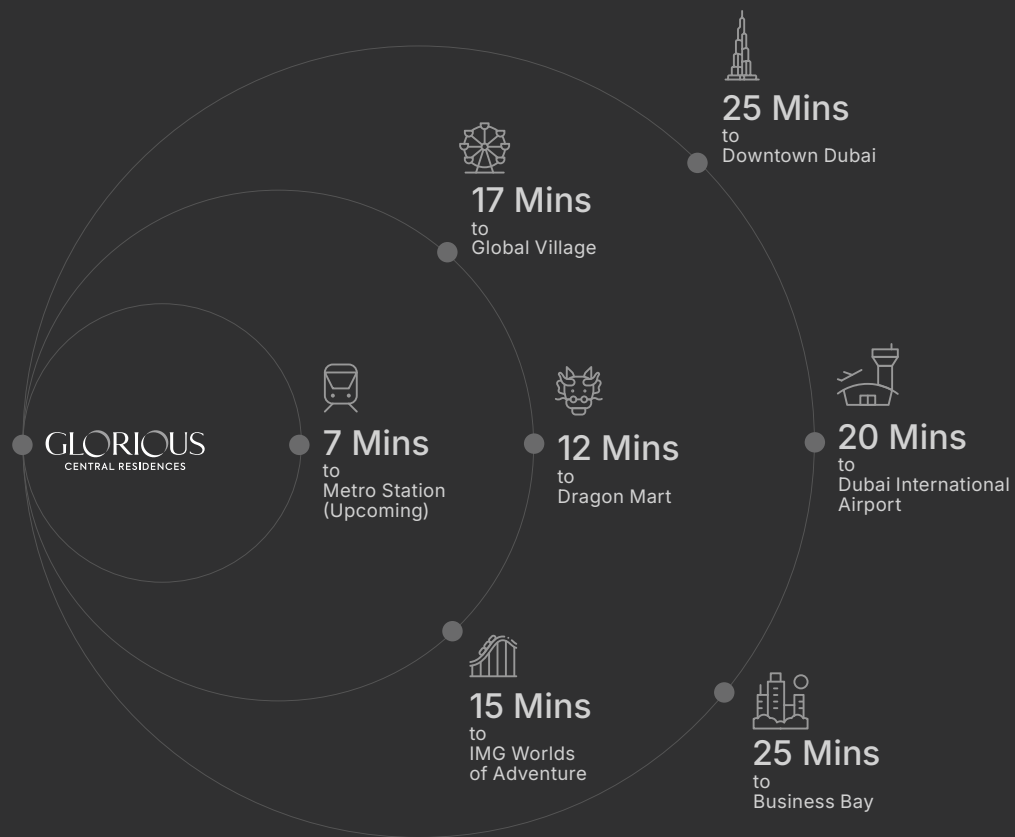 25 Mins
to
Downtown Dubai
17 Mins
to
Global Village
GLORIOUS
CENTRAL RESIDENCES
7 Mins
to
Metro Station
(Upcoming)
12 Mins
to
Dragon Mart
20 Mins
to
Dubai International
Airport
15 Mins
to
IMG Worlds
of Adventure
25 Mins
to
Business Bay